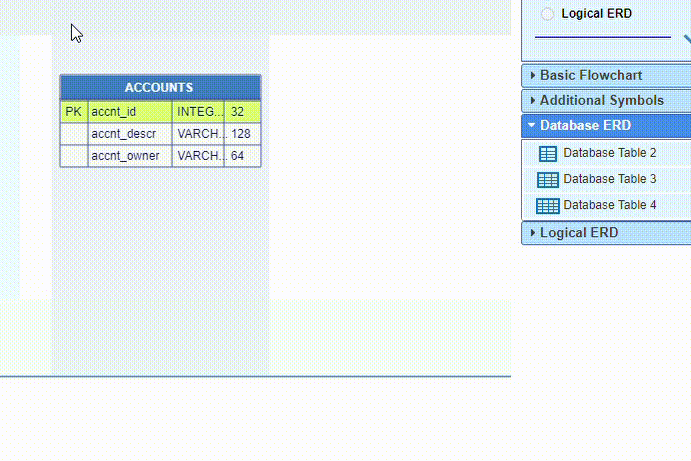 Logical ERD
Basic Flowchart
Additional Symbols
Database ERD
Database Table 2
Database Table 3
Database Table 4
Logical ERD
ACCOUNTS
PK accnt_id INTEG... 32
accnt_descr VARCH... 128
accnt_owner VARCH... 64